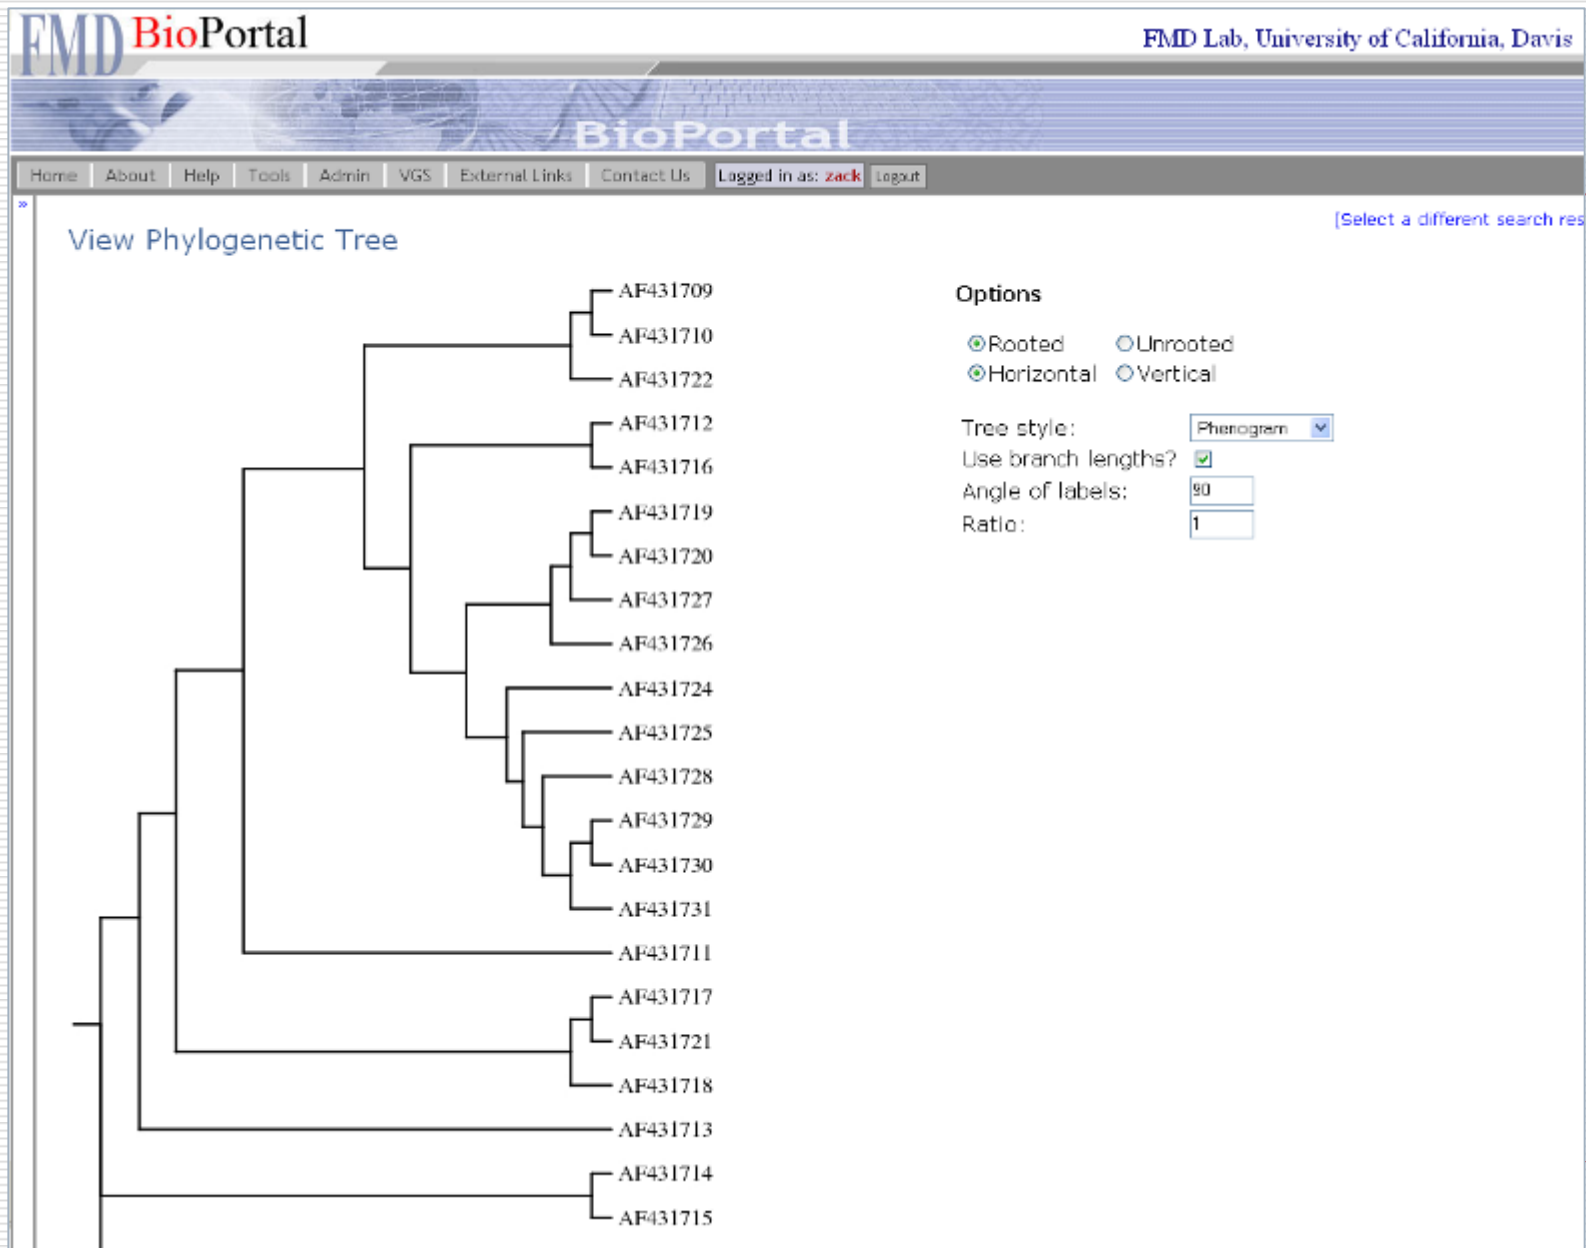 FMD BioPortal
FMD Lab, University of California, Davis
BioPortal
Home About Help Tools Admin VGS External Links Contact Us Logged in as: zack Logout
»
[Select a different search res
View Phylogenetic Tree
AF431709
AF431710
AF431722
AF431712
AF431716
AF431719
AF431720
AF431727
AF431726
AF431724
AF431725
AF431728
AF431729
AF431730
AF431731
AF431711
AF431717
AF431721
AF431718
AF431713
AF431714
AF431715
Options
Rooted Unrooted
Horizontal Vertical
Tree style: Phenogram
Use branch lengths?
Angle of labels: 90
Ratio: 1